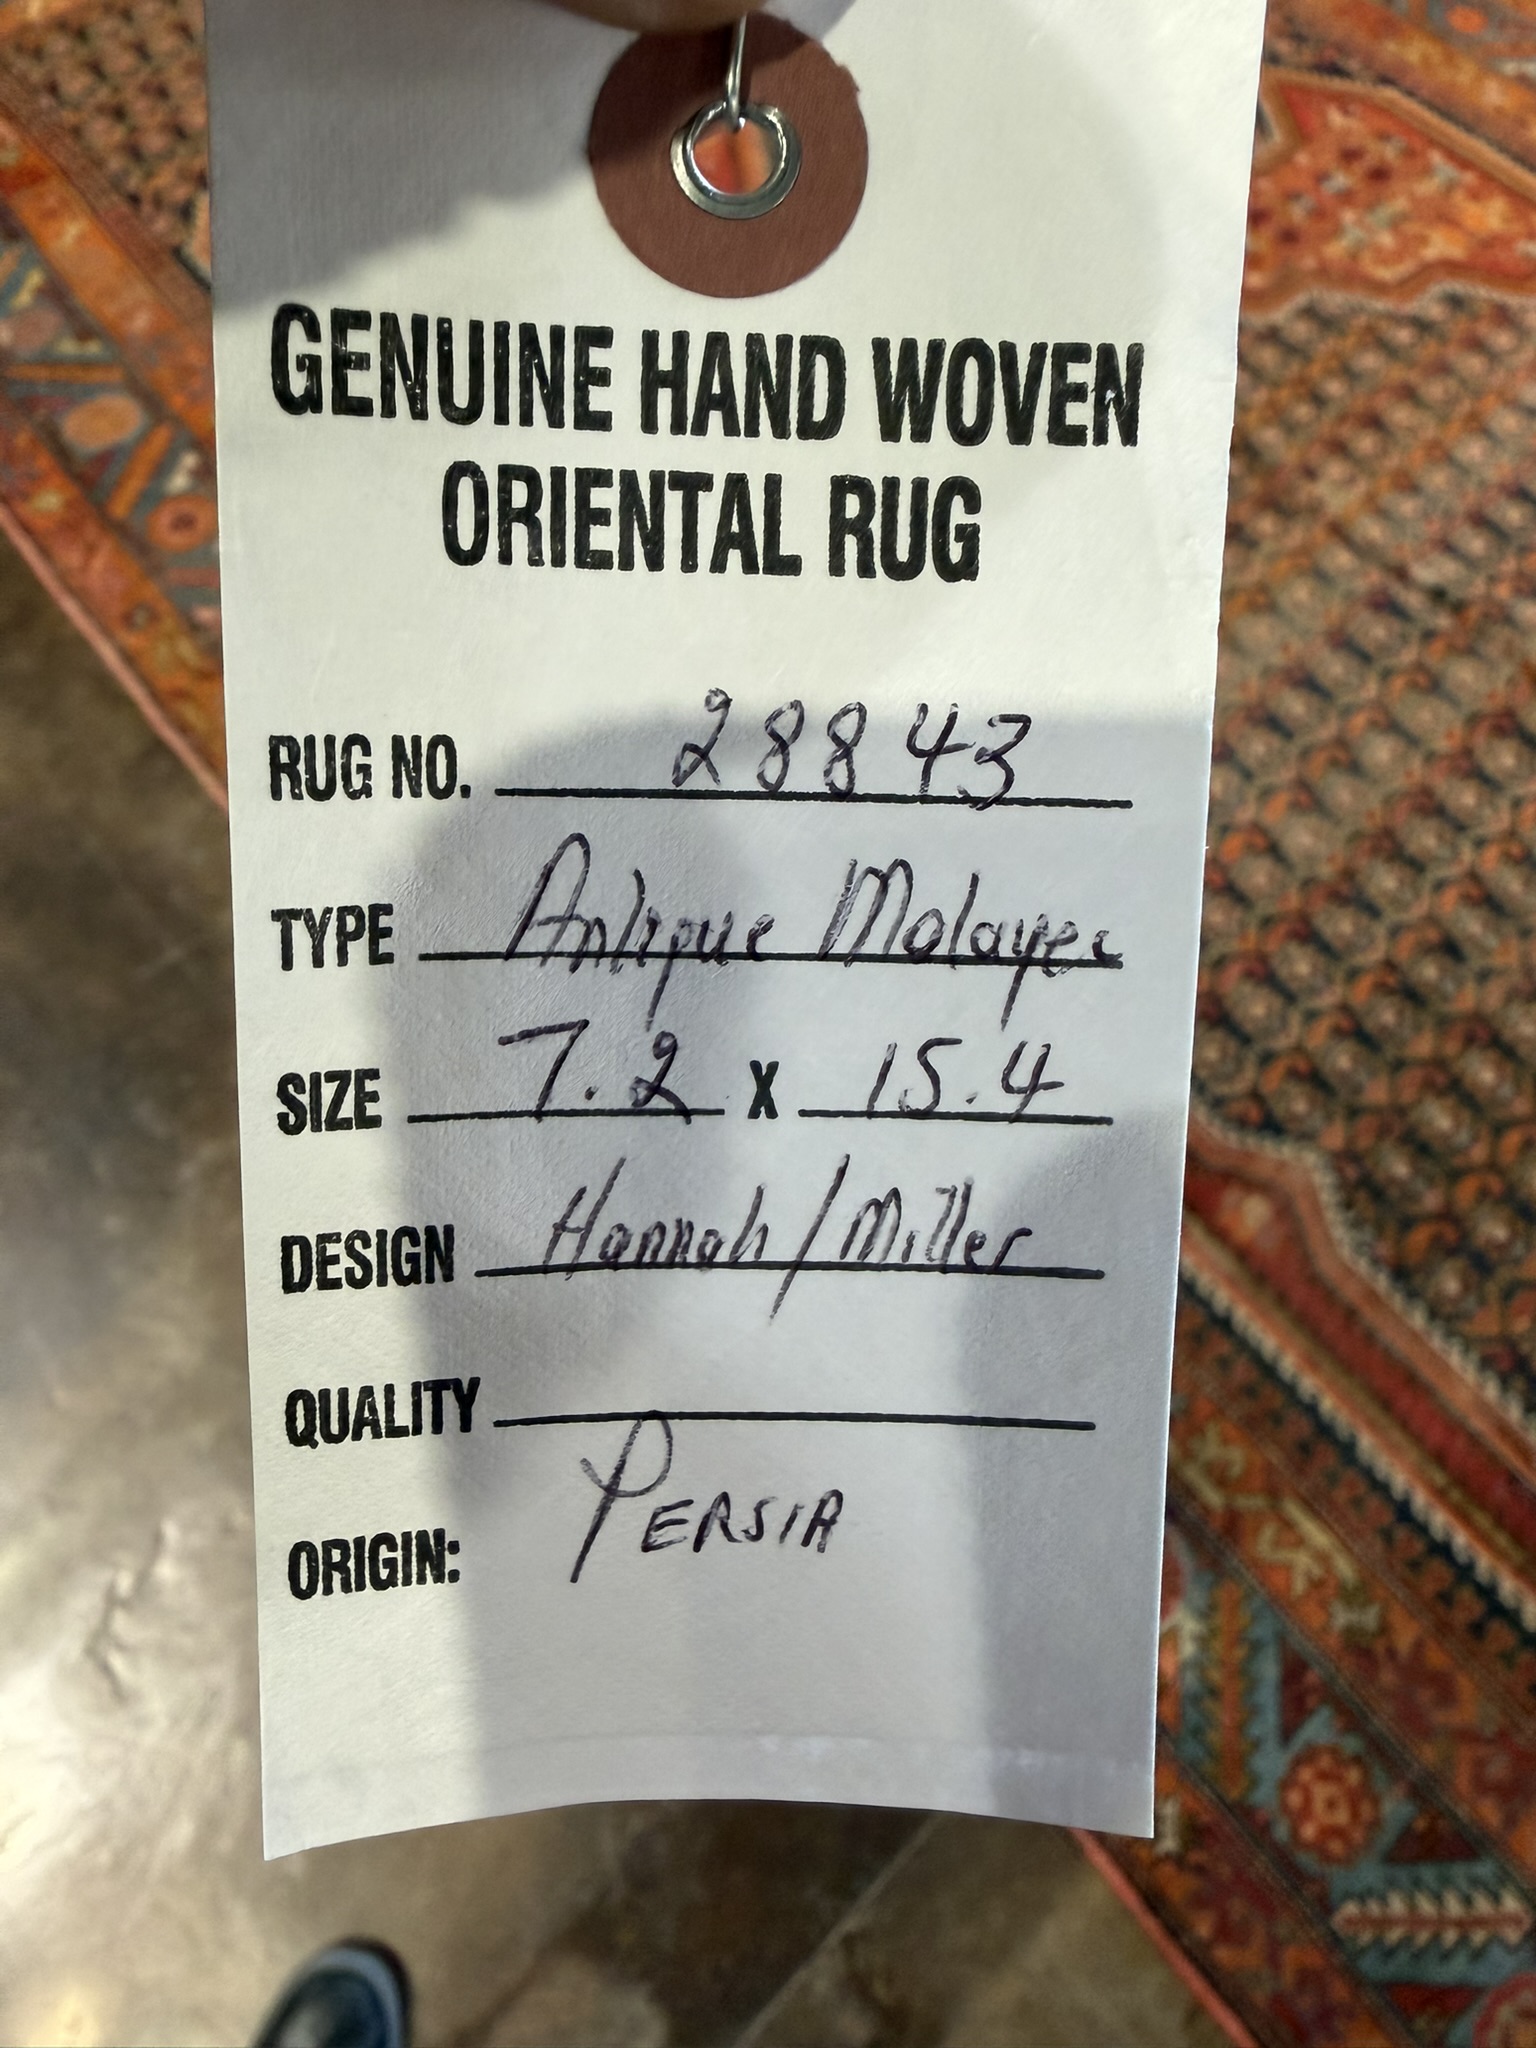 GENUINE HAND WOVEN
ORIENTAL RUG
RUG NO. 28843
TYPE Antique Malayer
SIZE 7.2 x 15.4
DESIGN Hannah/Miller
QUALITY
ORIGIN: PERSIA